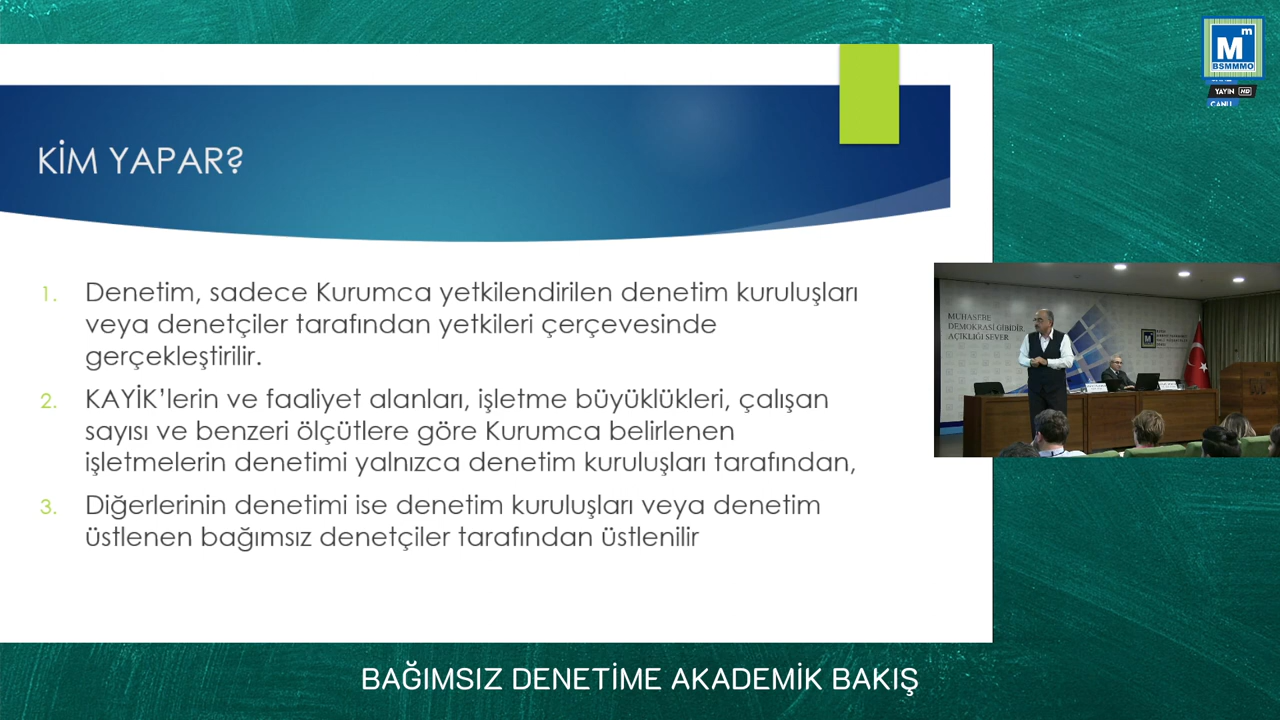 KİM YAPAR?
1. Denetim, sadece Kurumca yetkilendirilen denetim kuruluşları
veya denetçiler tarafından yetkileri çerçevesinde
gerçekleştirilir.
2. KAYİK’lerin ve faaliyet alanları, işletme büyüklükleri, çalışan
sayısı ve benzeri ölçütlere göre Kurumca belirlenen
işletmelerin denetimi yalnızca denetim kuruluşları tarafından,
3. Diğerlerinin denetimi ise denetim kuruluşları veya denetim
üstlenen bağımsız denetçiler tarafından üstlenilir
Mm
BSMMMO
YAYIN HD
CANLI
MUHASEBE
DEMOKRASİ GİBİDİR,
AÇIKLIĞI SEVER
BAĞIMSIZ DENETİME AKADEMİK BAKIŞ